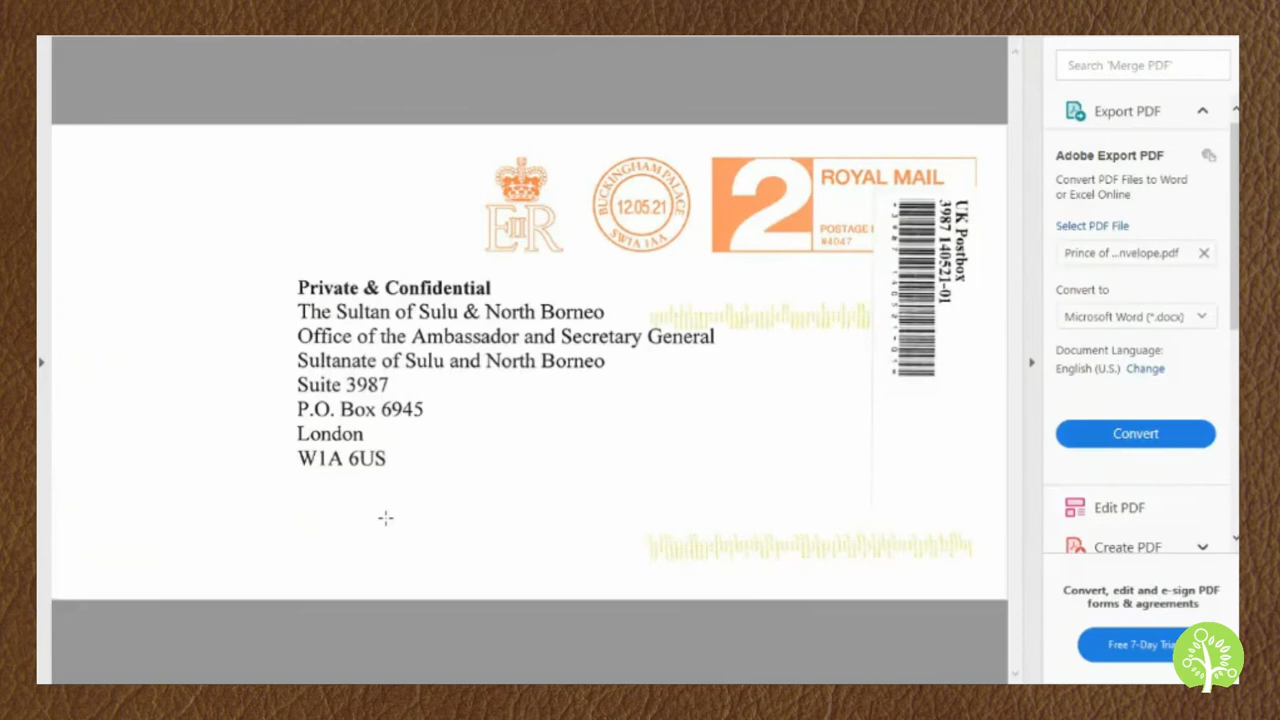 EIIR
BUCKINGHAM PALACE
12.05.21
SW1A 1AA
2
ROYAL MAIL
POSTAGE
#4047
UK Postbox
3987 140521-01
Private & Confidential
The Sultan of Sulu & North Borneo
Office of the Ambassador and Secretary General
Sultanate of Sulu and North Borneo
Suite 3987
P.O. Box 6945
London
W1A 6US
Search 'Merge PDF'
Export PDF
Adobe Export PDF
Convert PDF Files to Word
or Excel Online
Select PDF File
Prince of ...nvelope.pdf
Convert to
Microsoft Word (*.docx)
Document Language:
English (U.S.) Change
Convert
Edit PDF
Create PDF
Convert, edit and e-sign PDF
forms & agreements
Free 7-Day